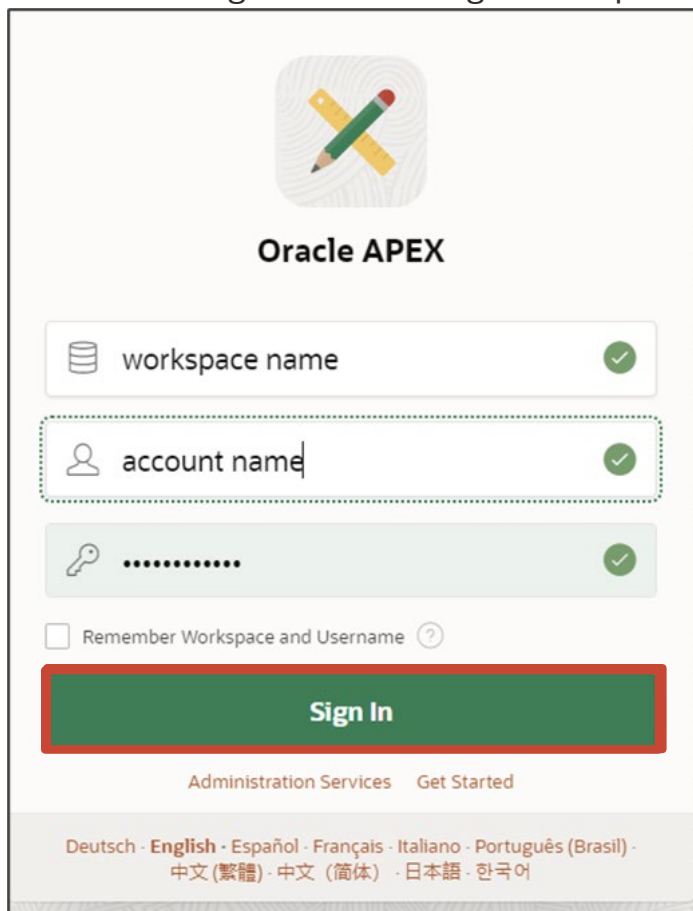 Oracle APEX
workspace name
account name
••••••••••••
Remember Workspace and Username ?
Sign In
Administration Services Get Started
Deutsch · English · Español · Français · Italiano · Português (Brasil) ·
中文 (繁體) · 中文（简体） · 日本語 · 한국어